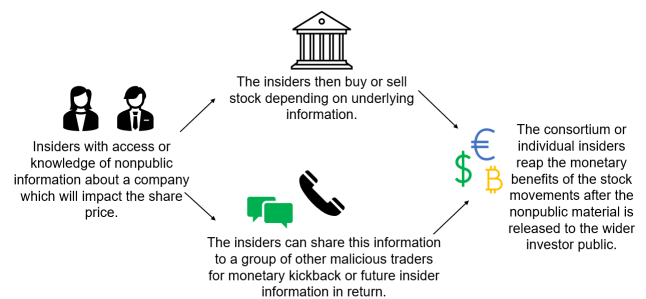 Insiders with access or
knowledge of nonpublic
information about a company
which will impact the share
price.
The insiders then buy or sell
stock depending on underlying
information.
The insiders can share this information
to a group of other malicious traders
for monetary kickback or future insider
information in return.
The consortium or
individual insiders
reap the monetary
benefits of the stock
movements after the
nonpublic material is
released to the wider
investor public.